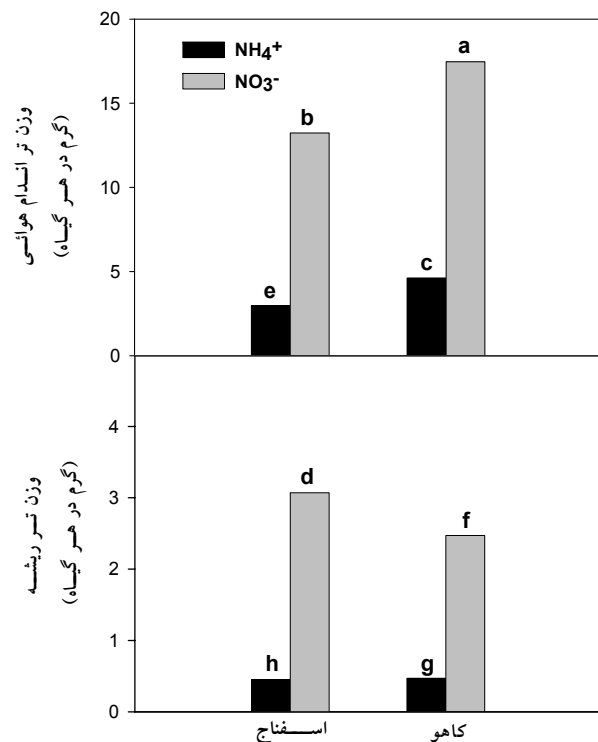 NH4+
NO3-
وزن تر اندام هوائی
(گرم در هر گیاه)
20
15
10
5
0
e
b
c
a
وزن تر ریشه
(گرم در هر گیاه)
4
3
2
1
0
h
d
g
f
اسفناج
کاهو